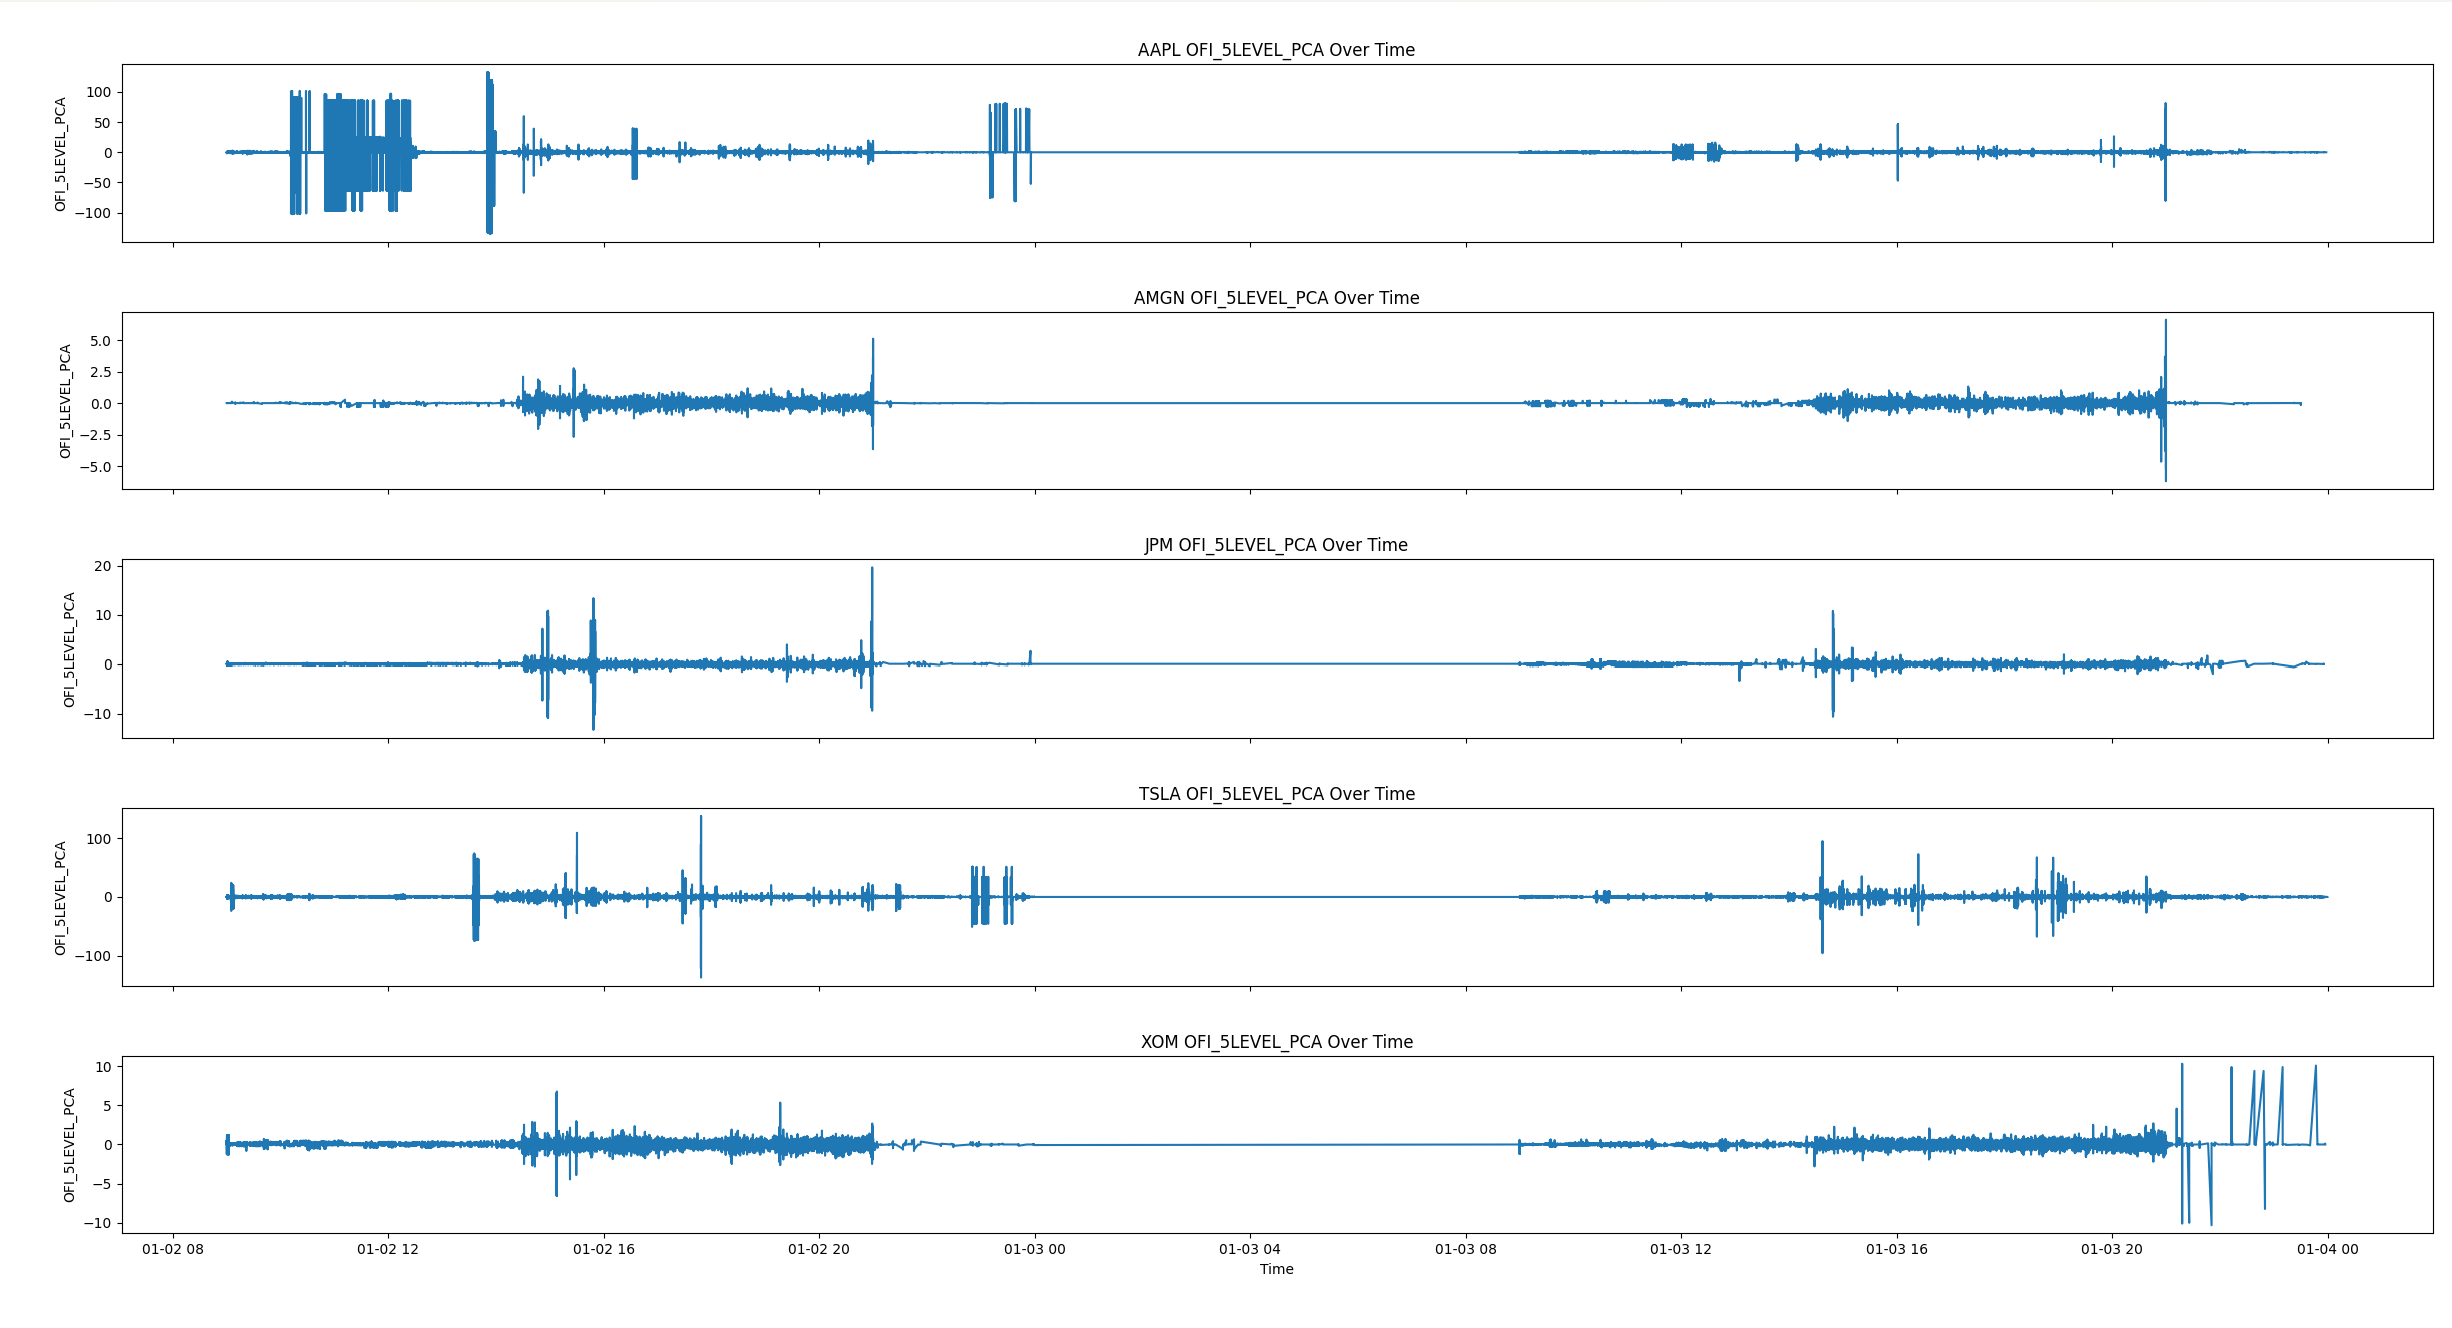 AAPL OFI_5LEVEL_PCA Over Time
OFI_5LEVEL_PCA
100
50
0
−50
−100
AMGN OFI_5LEVEL_PCA Over Time
OFI_5LEVEL_PCA
5.0
2.5
0.0
−2.5
−5.0
JPM OFI_5LEVEL_PCA Over Time
OFI_5LEVEL_PCA
20
10
0
−10
TSLA OFI_5LEVEL_PCA Over Time
OFI_5LEVEL_PCA
100
0
−100
XOM OFI_5LEVEL_PCA Over Time
OFI_5LEVEL_PCA
10
5
0
−5
−10
01-02 08 01-02 12 01-02 16 01-02 20 01-03 00 01-03 04 01-03 08 01-03 12 01-03 16 01-03 20 01-04 00
Time